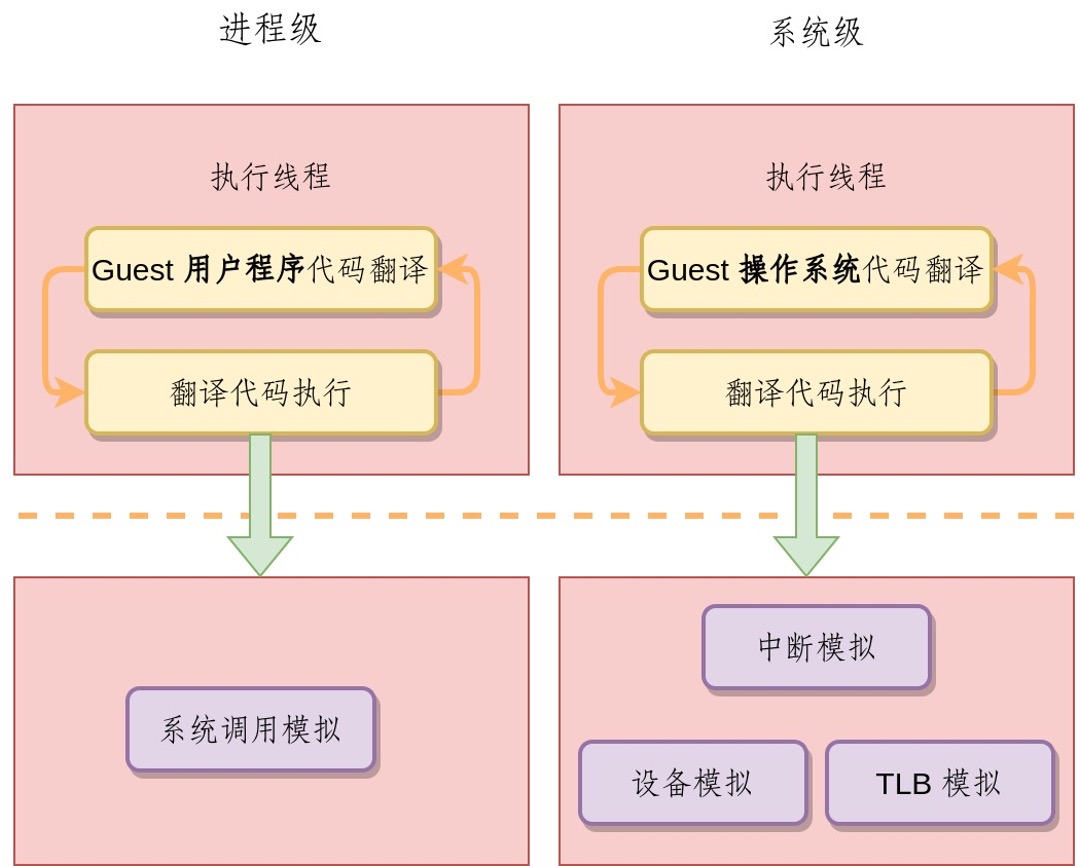 进程级
系统级
执行线程
Guest 用户程序代码翻译
翻译代码执行
系统调用模拟
执行线程
Guest 操作系统代码翻译
翻译代码执行
中断模拟
设备模拟
TLB 模拟